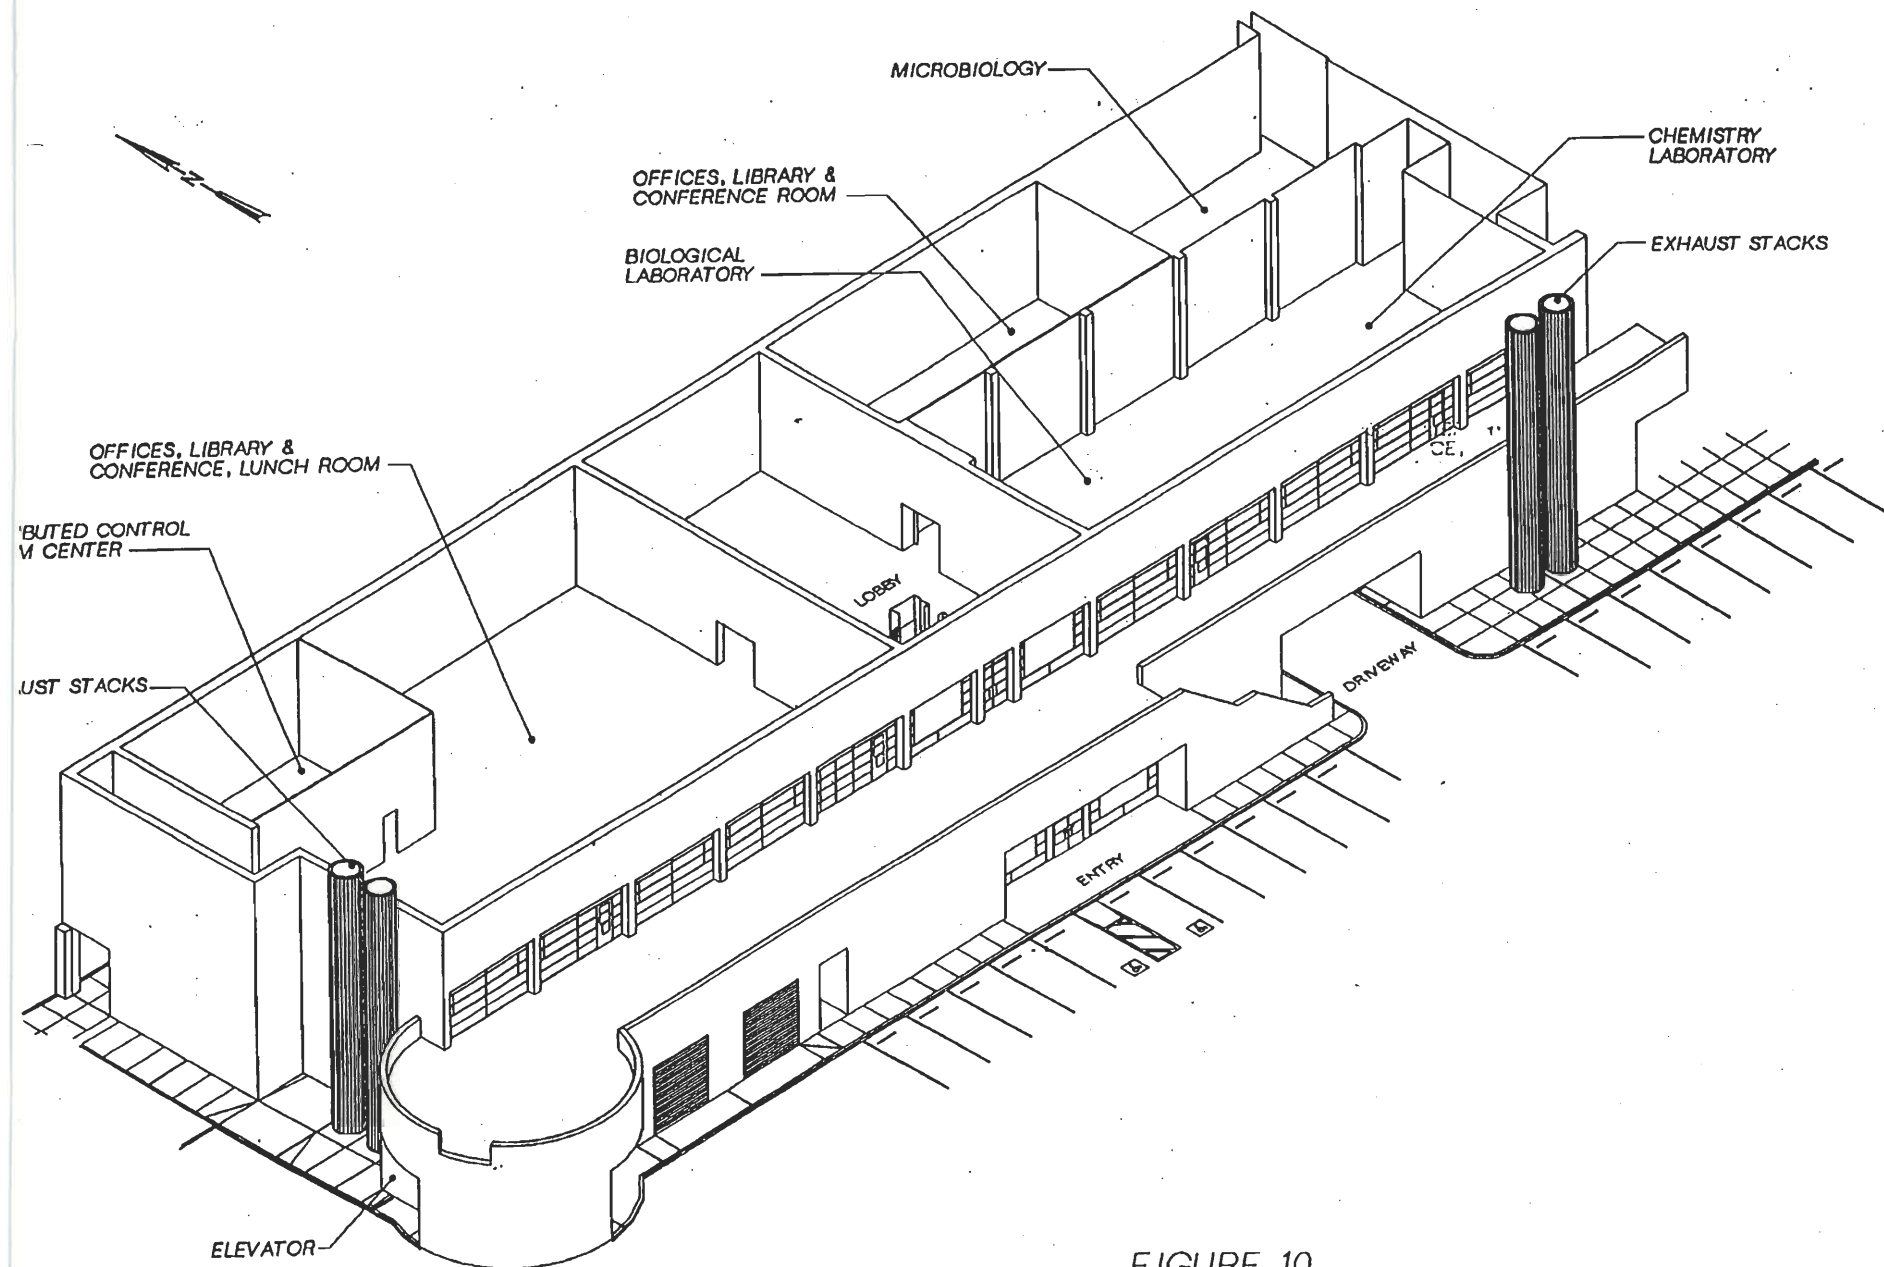 MICROBIOLOGY
CHEMISTRY
LABORATORY
OFFICES, LIBRARY &
CONFERENCE ROOM
EXHAUST STACKS
BIOLOGICAL
LABORATORY
N
OFFICES, LIBRARY &
CONFERENCE, LUNCH ROOM
BUTED CONTROL
M CENTER
LOBBY
UST STACKS
DRIVEWAY
ENTRY
ELEVATOR
FIGURE 10